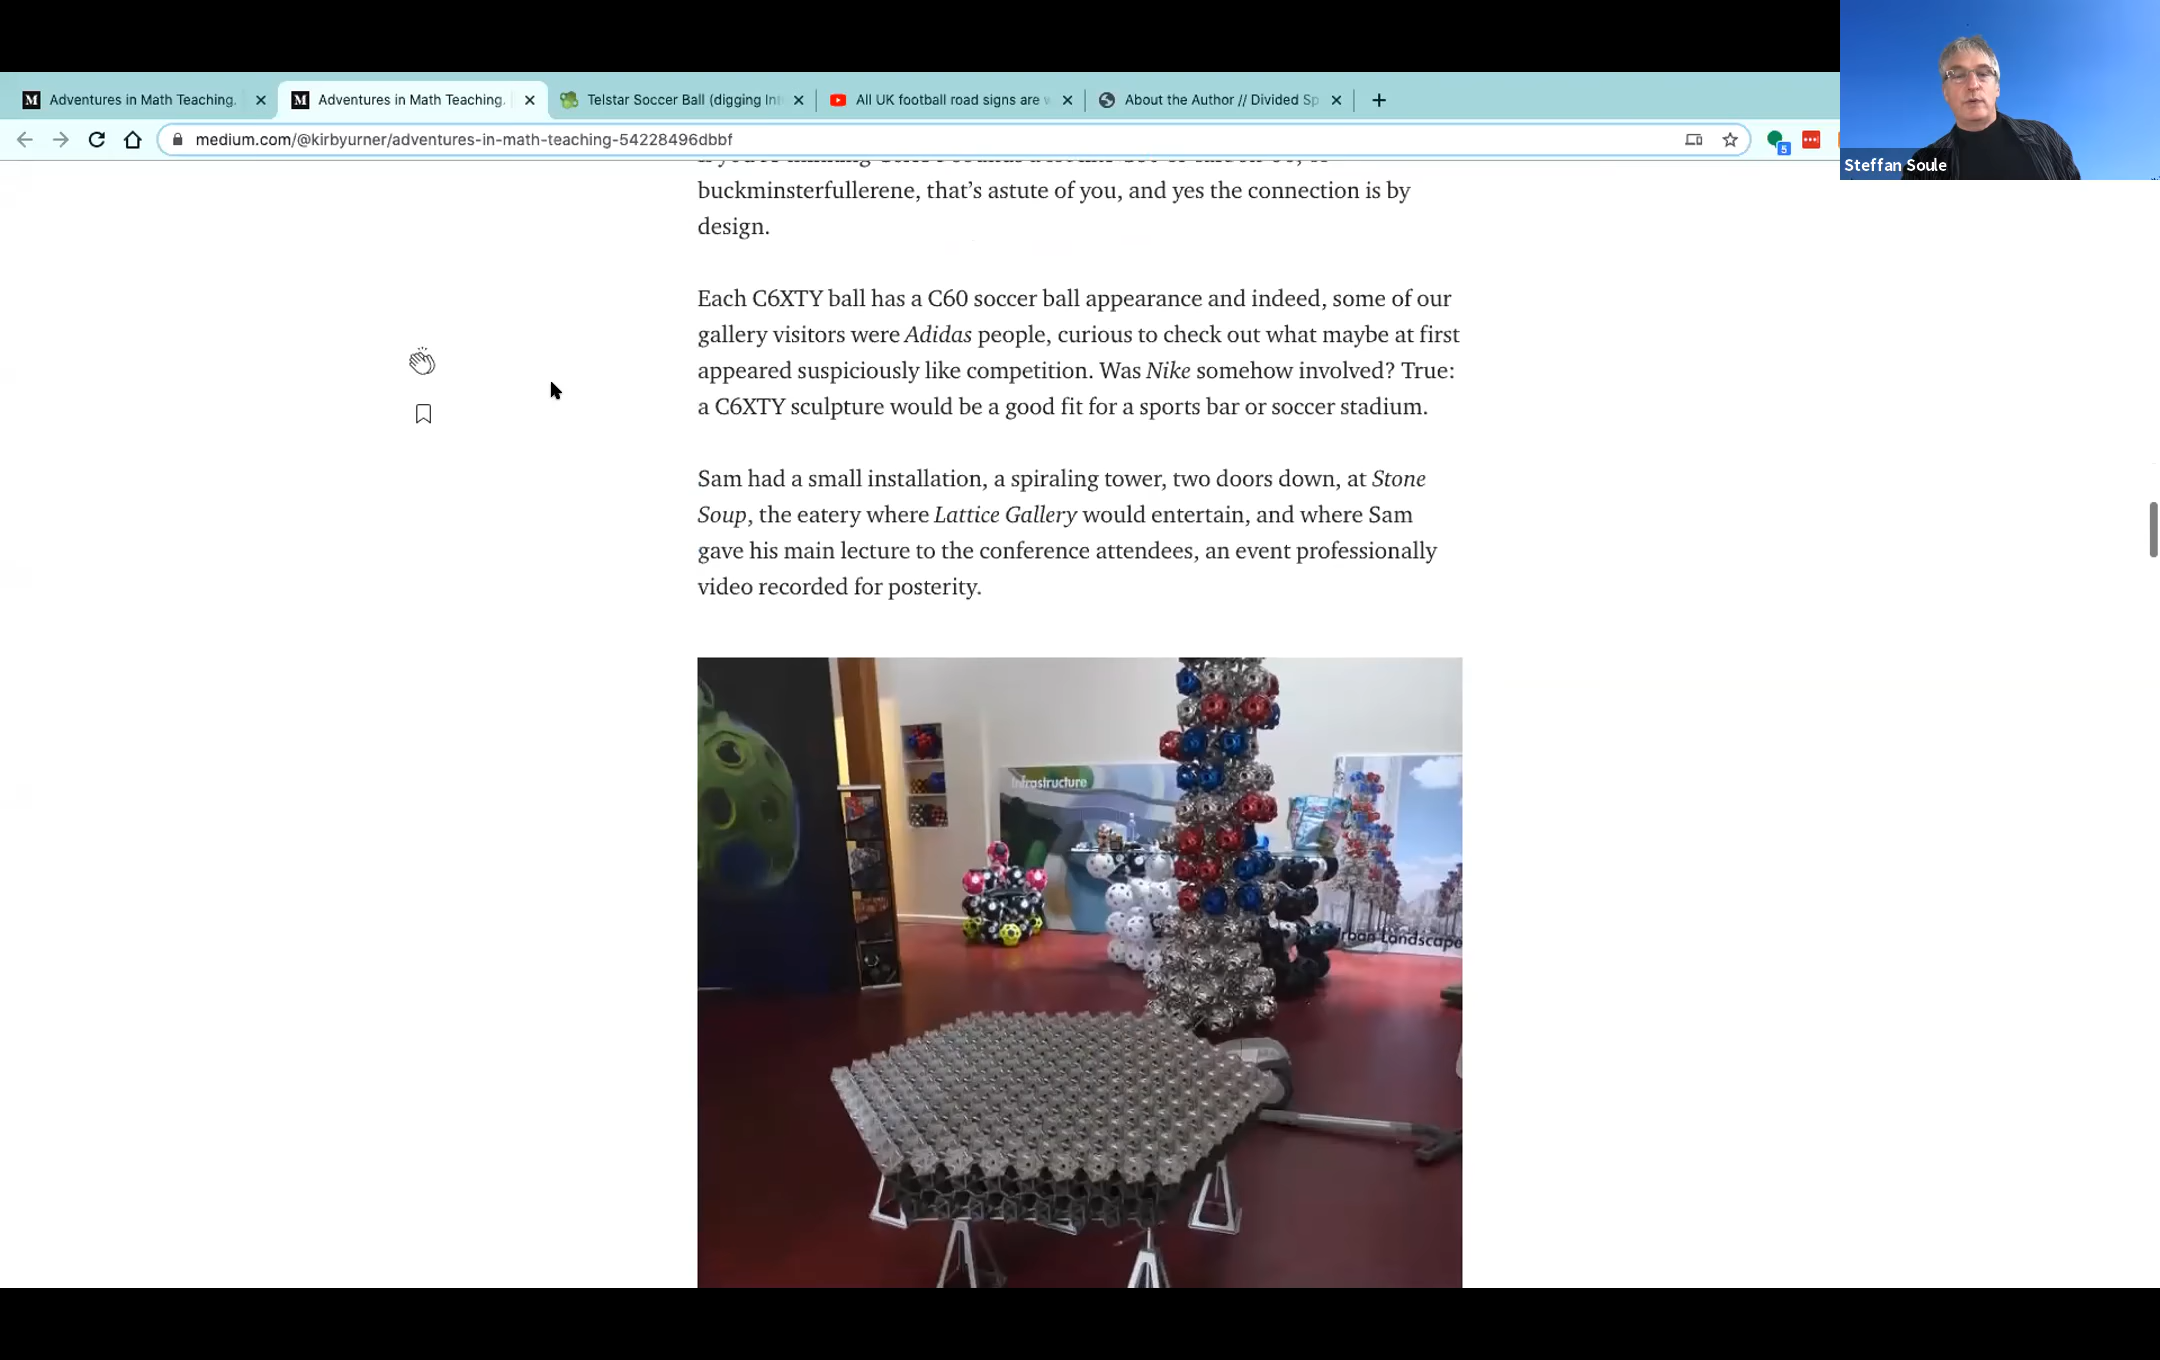 Adventures in Math Teaching.
Adventures in Math Teaching.
Telstar Soccer Ball (digging Int
All UK football road signs are w
About the Author // Divided Sp
medium.com/@kirbyurner/adventures-in-math-teaching-54228496dbbf
5
Steffan Soule
buckminsterfullerene, that’s astute of you, and yes the connection is by
design.
Each C6XTY ball has a C60 soccer ball appearance and indeed, some of our
gallery visitors were Adidas people, curious to check out what maybe at first
appeared suspiciously like competition. Was Nike somehow involved? True:
a C6XTY sculpture would be a good fit for a sports bar or soccer stadium.
Sam had a small installation, a spiraling tower, two doors down, at Stone
Soup, the eatery where Lattice Gallery would entertain, and where Sam
gave his main lecture to the conference attendees, an event professionally
video recorded for posterity.
Infrastructure
rban Landscape